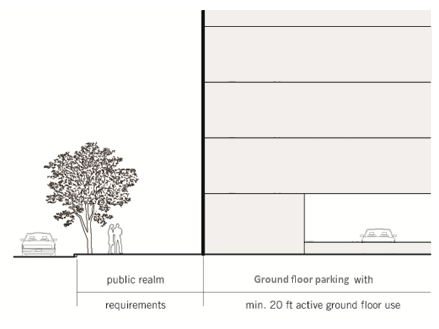 public realm
requirements
Ground floor parking with
min. 20 ft active ground floor use